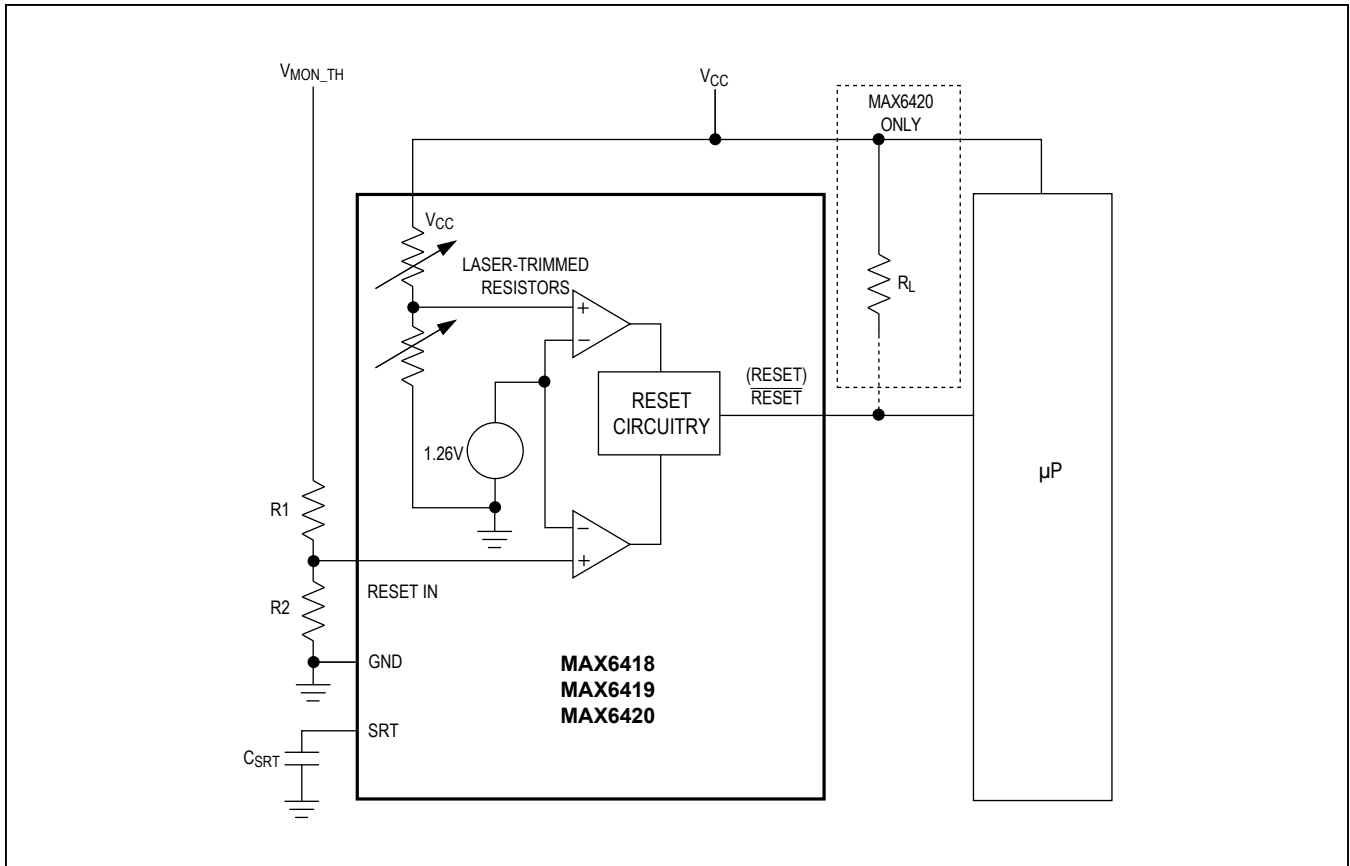 V_MON_TH
V_CC
MAX6420
ONLY
V_CC
LASER-TRIMMED
RESISTORS
+
−
R_L
(RESET)
RESET
RESET
CIRCUITRY
1.26V
µP
R1
−
+
RESET IN
R2
GND
MAX6418
MAX6419
MAX6420
SRT
C_SRT